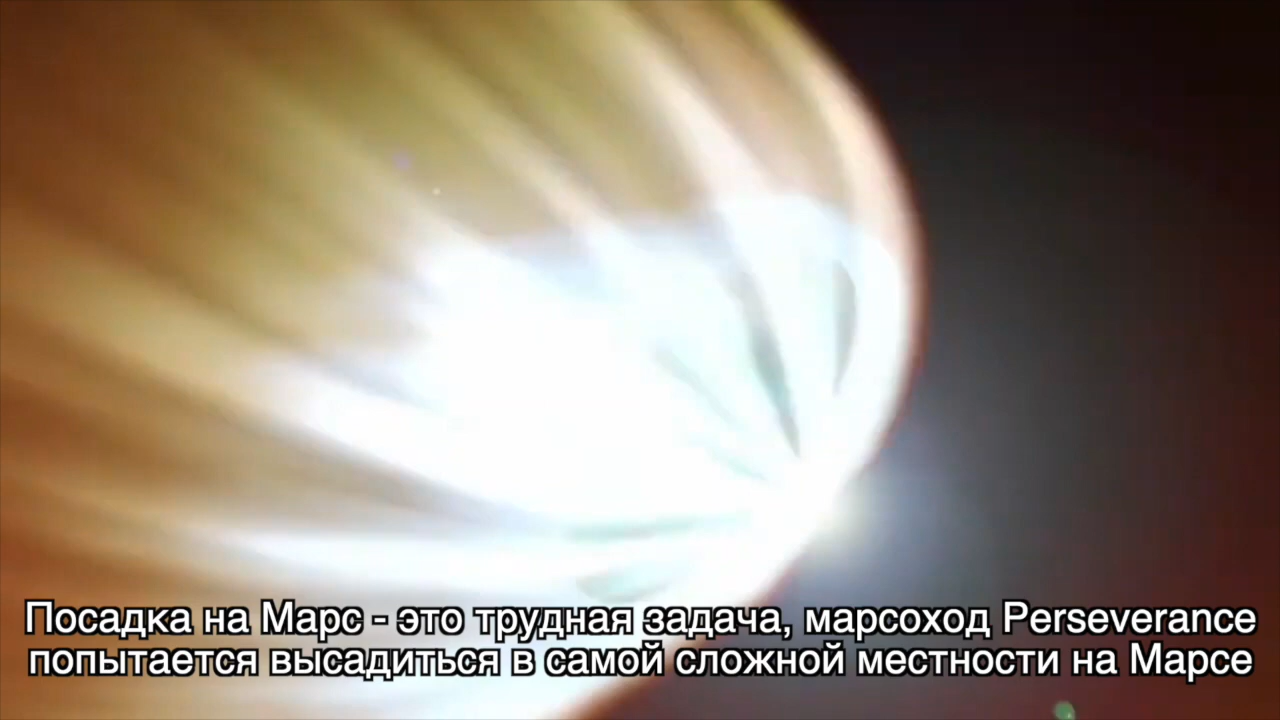 Посадка на Марс - это трудная задача, марсоход Perseverance
попытается высадиться в самой сложной местности на Марсе